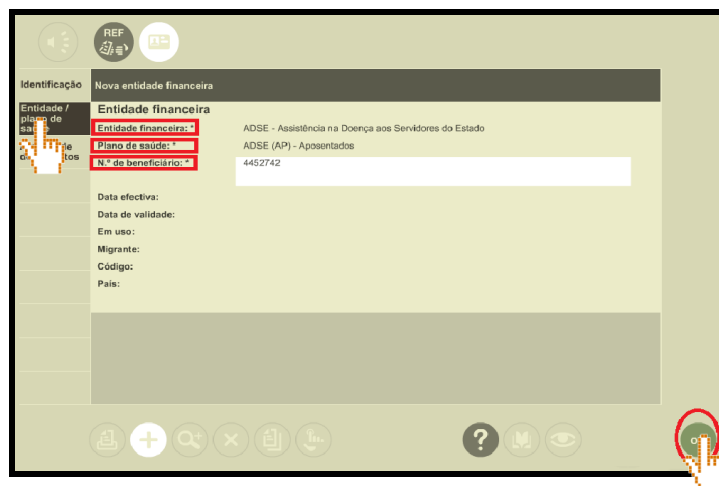 REF
Identificação
Nova entidade financeira
Entidade /
plano de
Entidade financeira
Entidade financeira: *
ADSE - Assistência na Doença aos Servidores do Estado
Plano de saúde: *
ADSE (AP) - Aposentados
N.º de beneficiário: *
4452742
Data efectiva:
Data de validade:
Em uso:
Migrante:
Código:
País:
?